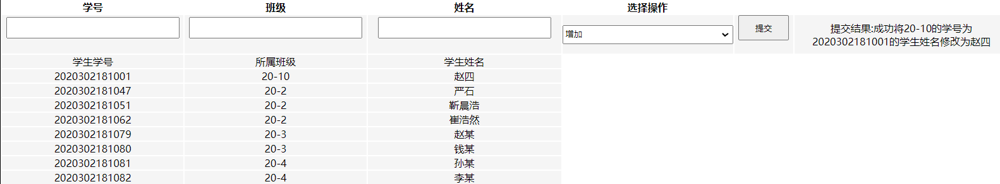 学号 班级 姓名 选择操作
增加 提交 提交结果:成功将20-10的学号为
2020302181001的学生姓名修改为赵四
学生学号 所属班级 学生姓名
2020302181001 20-10 赵四
2020302181047 20-2 严石
2020302181051 20-2 靳晨浩
2020302181062 20-2 崔浩然
2020302181079 20-3 赵某
2020302181080 20-3 钱某
2020302181081 20-4 孙某
2020302181082 20-4 李某